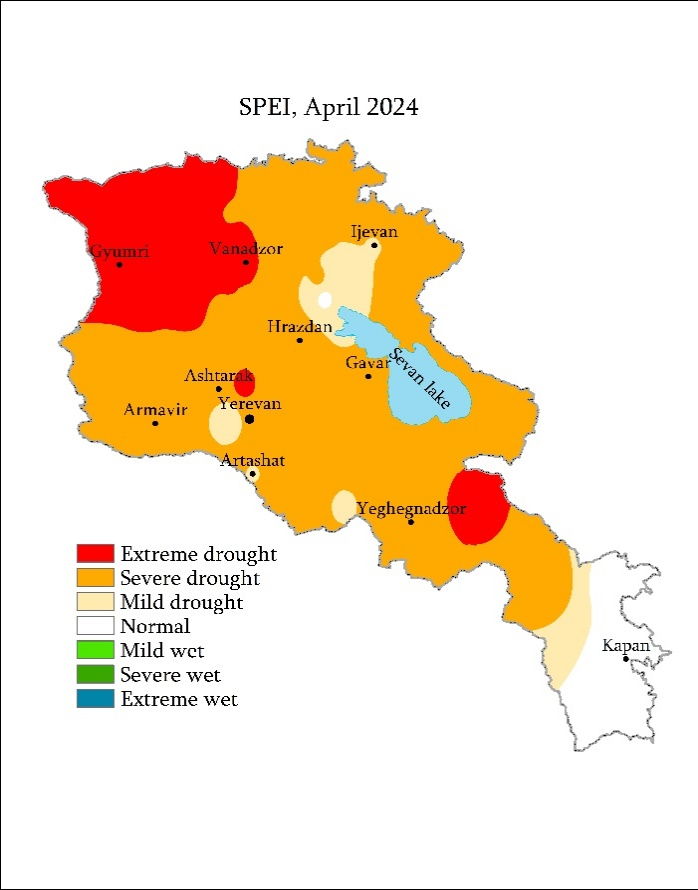 SPEI, April 2024
Ijevan
Gyumri
Vanadzor
Hrazdan
Gavar
Sevan lake
Ashtarak
Yerevan
Armavir
Artashat
Yeghegnadzor
Extreme drought
Severe drought
Mild drought
Normal
Mild wet
Severe wet
Extreme wet
Kapan